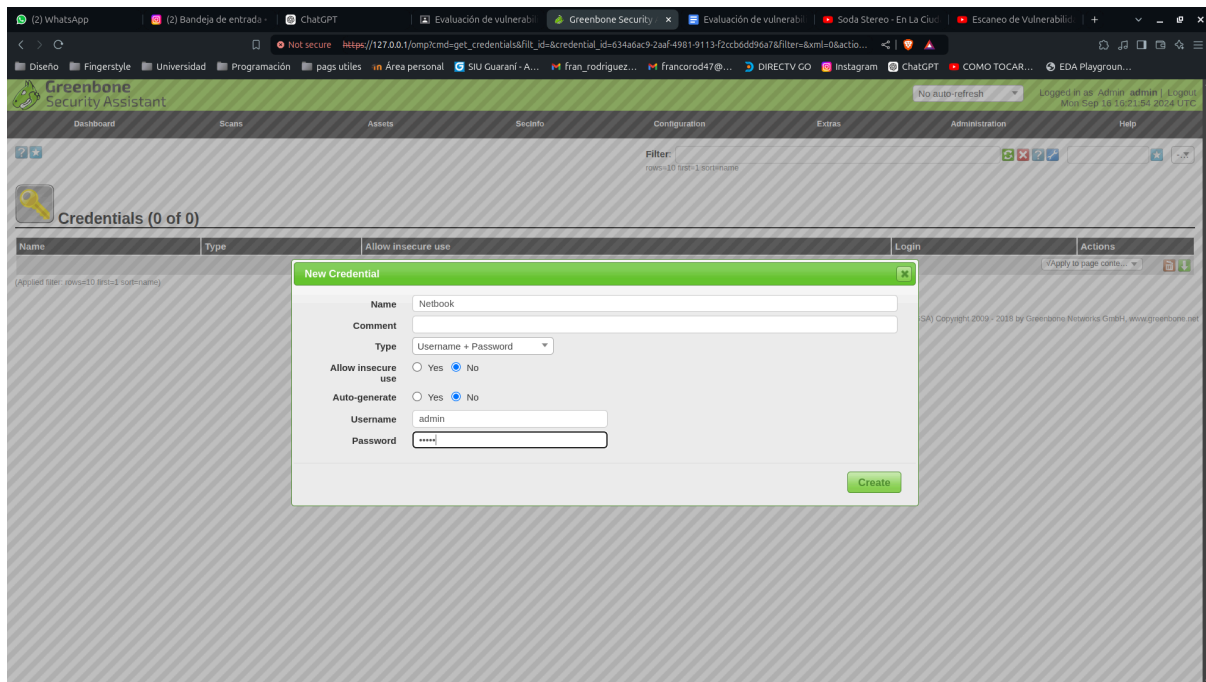 (2) WhatsApp
(2) Bandeja de entrada -
ChatGPT
Evaluación de vulnerabil
Greenbone Security A
Evaluación de vulnerabil
Soda Stereo - En La Ciud
Escaneo de Vulnerabilid
Not secure https://127.0.0.1/omp?cmd=get_credentials&filt_id=&credential_id=634a6ac9-2aaf-4981-9113-f2ccb6dd96a7&filter=&xml=0&actio...
Diseño
Fingerstyle
Universidad
Programación
pags utiles
Área personal
SIU Guaraní - A...
fran_rodriguez...
francorod47@...
DIRECTV GO
Instagram
ChatGPT
COMO TOCAR...
EDA Playgroun...
Greenbone
Security Assistant
No auto-refresh
Logged in as Admin admin | Logout
Mon Sep 16 16:21:54 2024 UTC
Dashboard
Scans
Assets
SecInfo
Configuration
Extras
Administration
Help
Filter:
rows=10 first=1 sort=name
Credentials (0 of 0)
Name
Type
Allow insecure use
Login
Actions
√Apply to page conte...
(Applied filter: rows=10 first=1 sort=name)
SA) Copyright 2009 - 2018 by Greenbone Networks GmbH, www.greenbone.net
New Credential
Name Netbook
Comment
Type Username + Password
Allow insecure use Yes No
Auto-generate Yes No
Username admin
Password •••••
Create